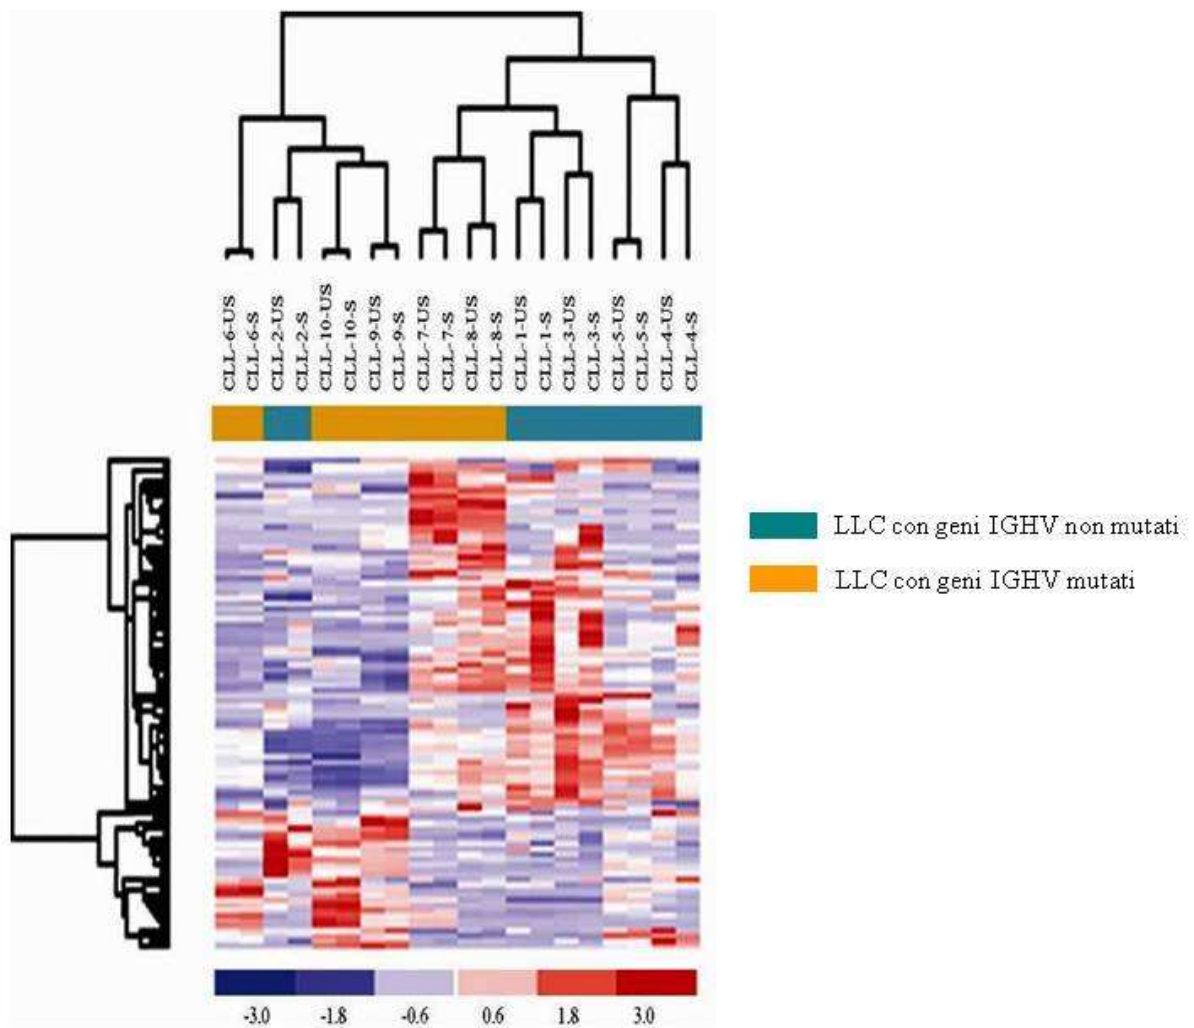 CLL-6-US
CLL-6-S
CLL-2-US
CLL-2-S
CLL-10-US
CLL-10-S
CLL-9-US
CLL-9-S
CLL-7-US
CLL-7-S
CLL-8-US
CLL-8-S
CLL-1-US
CLL-1-S
CLL-3-US
CLL-3-S
CLL-5-US
CLL-5-S
CLL-4-US
CLL-4-S
LLC con geni IGHV non mutati
LLC con geni IGHV mutati
-3.0 -1.8 -0.6 0.6 1.8 3.0